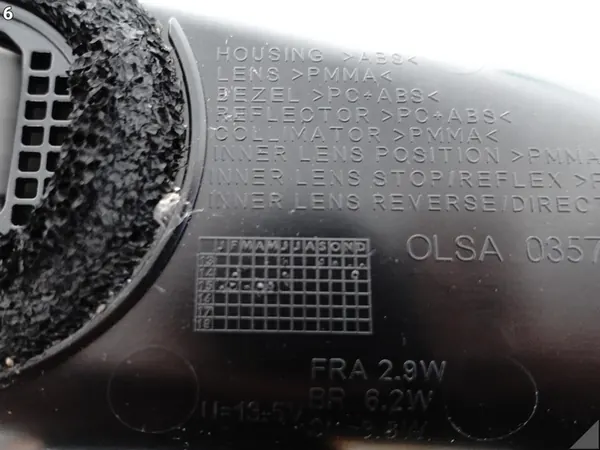 6
HOUSING >ABS<
LENS >PMMA<
BEZEL >PC+ABS<
REFLECTOR >PC+ABS<
COLLIMATOR >PMMA<
INNER LENS POSITION >PMMA
INNER LENS STOP/REFLEX >P
INNER LENS REVERSE/DIRECT
J F M A M J J A S O N D
13
14
15
16
17
18
OLSA 0357
FRA 2.9W
BR 6.2W
U=13.5V